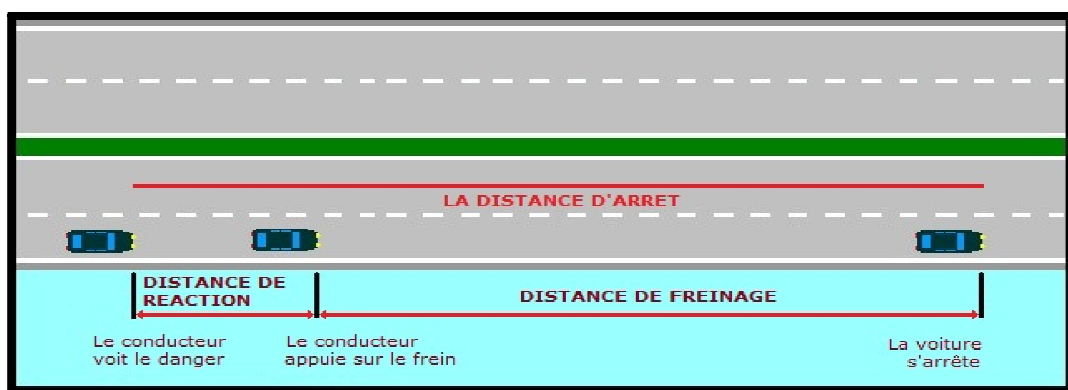 LA DISTANCE D'ARRET
DISTANCE DE
REACTION
DISTANCE DE FREINAGE
Le conducteur
voit le danger
Le conducteur
appuie sur le frein
La voiture
s'arrête